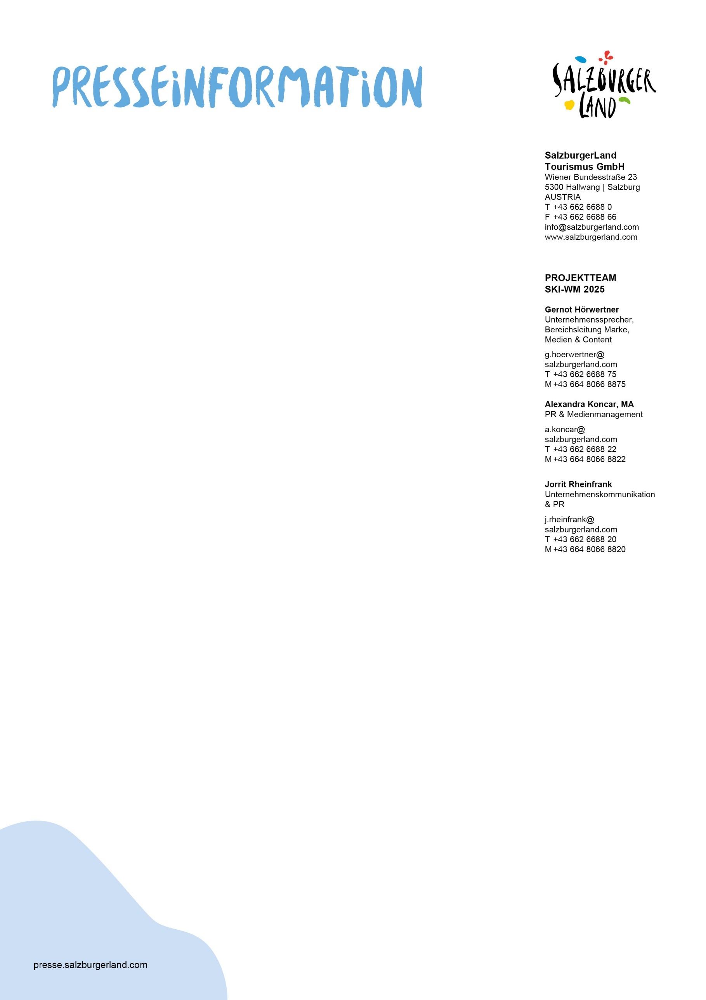 PRESSEiNFORMATiON
SALZBURGER
LAND
SalzburgerLand
Tourismus GmbH
Wiener Bundesstraße 23
5300 Hallwang | Salzburg
AUSTRIA
T +43 662 6688 0
F +43 662 6688 66
info@salzburgerland.com
www.salzburgerland.com
PROJEKTTEAM
SKI-WM 2025
Gernot Hörwertner
Unternehmenssprecher,
Bereichsleitung Marke,
Medien & Content
g.hoerwertner@
salzburgerland.com
T +43 662 6688 75
M +43 664 8066 8875
Alexandra Koncar, MA
PR & Medienmanagement
a.koncar@
salzburgerland.com
T +43 662 6688 22
M +43 664 8066 8822
Jorrit Rheinfrank
Unternehmenskommunikation
& PR
j.rheinfrank@
salzburgerland.com
T +43 662 6688 20
M +43 664 8066 8820
presse.salzburgerland.com